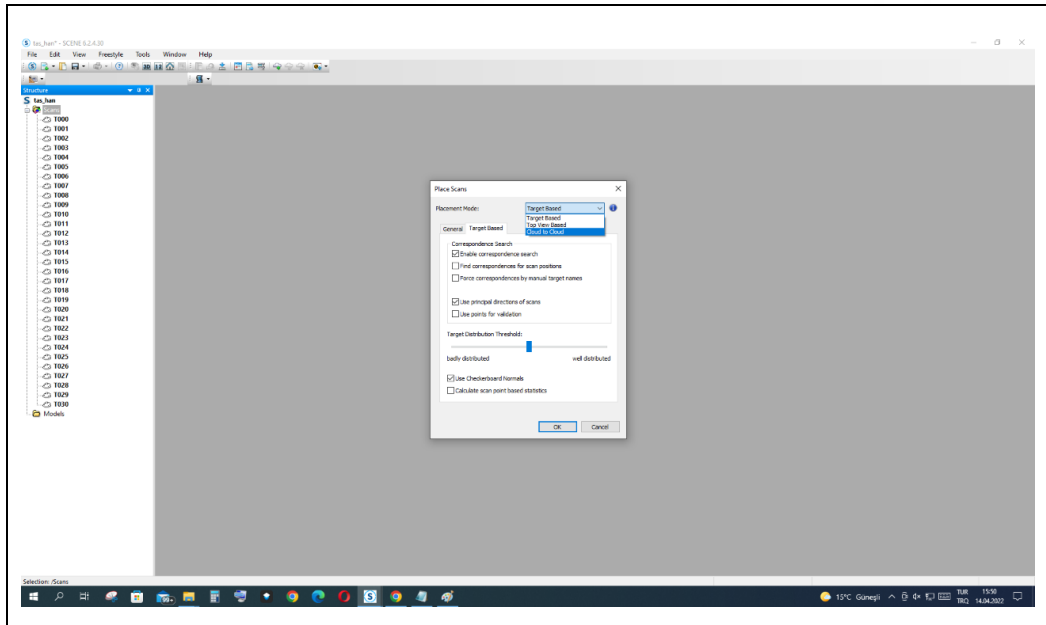 tas_han* - SCENE 6.2.4.30
File Edit View Freestyle Tools Window Help
Structure
tas_han
Scans
T000
T001
T002
T003
T004
T005
T006
T007
T008
T009
T010
T011
T012
T013
T014
T015
T016
T017
T018
T019
T020
T021
T022
T023
T024
T025
T026
T027
T028
T029
T030
Models
Place Scans
Placement Mode: Target Based
Target Based
Top View Based
Cloud to Cloud
General Target Based
Correspondence Search
Enable correspondence search
Find correspondences for scan positions
Force correspondences by manual target names
Use principal directions of scans
Use points for validation
Target Distribution Threshold:
badly distributed well distributed
Use Checkerboard Normals
Calculate scan point based statistics
OK Cancel
Selection: /Scans
15°C Güneşli TUR 15:50
TRQ 14.04.2022